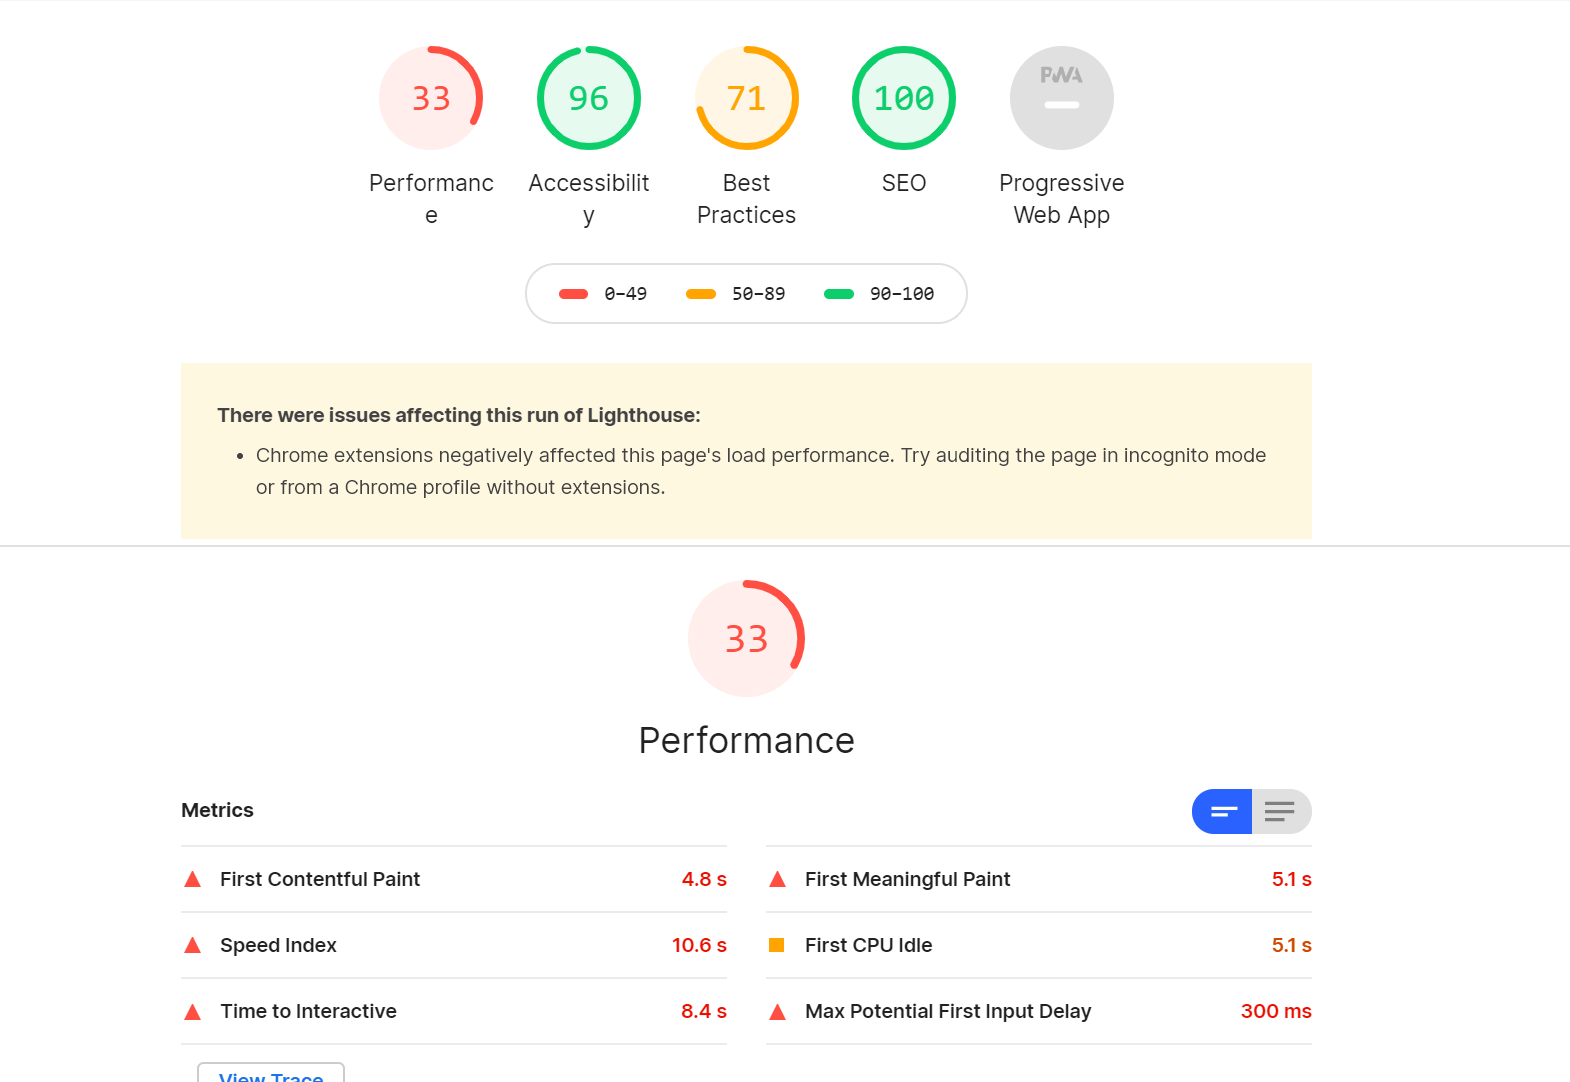 33
96
71
100
PWA
Performanc
e
Accessibilit
y
Best
Practices
SEO
Progressive
Web App
0–49
50–89
90–100
There were issues affecting this run of Lighthouse:
• Chrome extensions negatively affected this page's load performance. Try auditing the page in incognito mode
or from a Chrome profile without extensions.
33
Performance
Metrics
First Contentful Paint 4.8 s
First Meaningful Paint 5.1 s
Speed Index 10.6 s
First CPU Idle 5.1 s
Time to Interactive 8.4 s
Max Potential First Input Delay 300 ms
View Trace